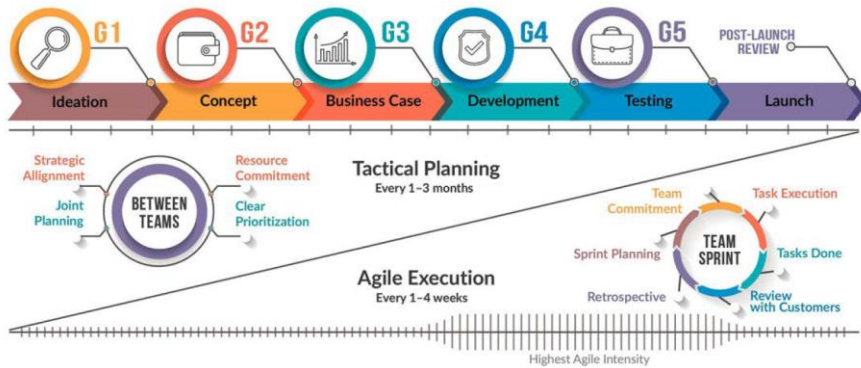 G1
G2
G3
G4
G5
POST-LAUNCH
REVIEW
Ideation
Concept
Business Case
Development
Testing
Launch
Tactical Planning
Every 1–3 months
Strategic
Allignment
Joint
Planning
BETWEEN
TEAMS
Resource
Commitment
Clear
Prioritization
Team
Commitment
Task Execution
Sprint Planning
TEAM
SPRINT
Tasks Done
Retrospective
Review
with Customers
Agile Execution
Every 1–4 weeks
Highest Agile Intensity